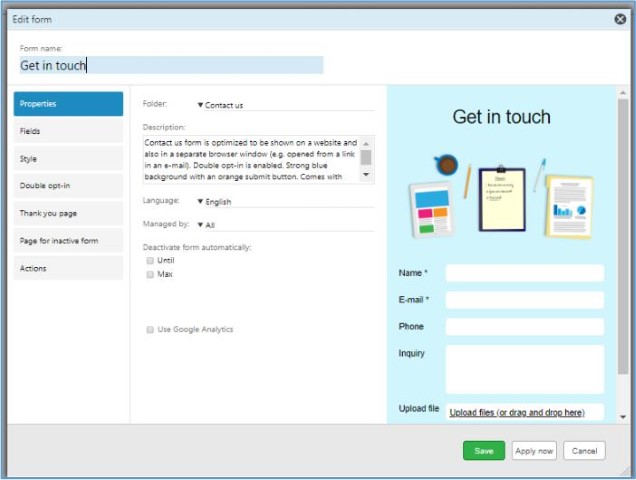 Edit form
Form name:
Get in touch
Properties
Fields
Style
Double opt-in
Thank you page
Page for inactive form
Actions
Folder:
Contact us
Description:
Contact us form is optimized to be shown on a website and
also in a separate browser window (e.g. opened from a link
in an e-mail). Double opt-in is enabled. Strong blue
background with an orange submit button. Comes with
Language:
English
Managed by:
All
Deactivate form automatically:
Until
Max
Use Google Analytics
Get in touch
Name *
E-mail *
Phone
Inquiry
Upload file
Upload files (or drag and drop here)
Save
Apply now
Cancel